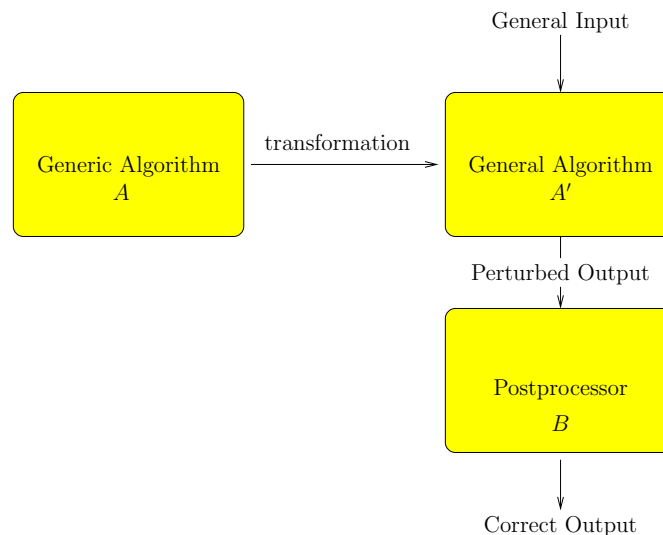 General Input
transformation
Generic Algorithm
A
General Algorithm
A′
Perturbed Output
Postprocessor
B
Correct Output